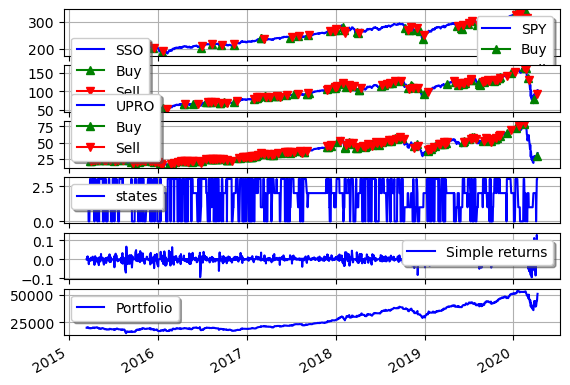 300
200
SPY
Buy
SSO
Buy
Sell
150
100
50
UPRO
Buy
Sell
75
50
25
2.5
0.0
states
0.1
0.0
−0.1
Simple returns
50000
25000
Portfolio
2015 2016 2017 2018 2019 2020